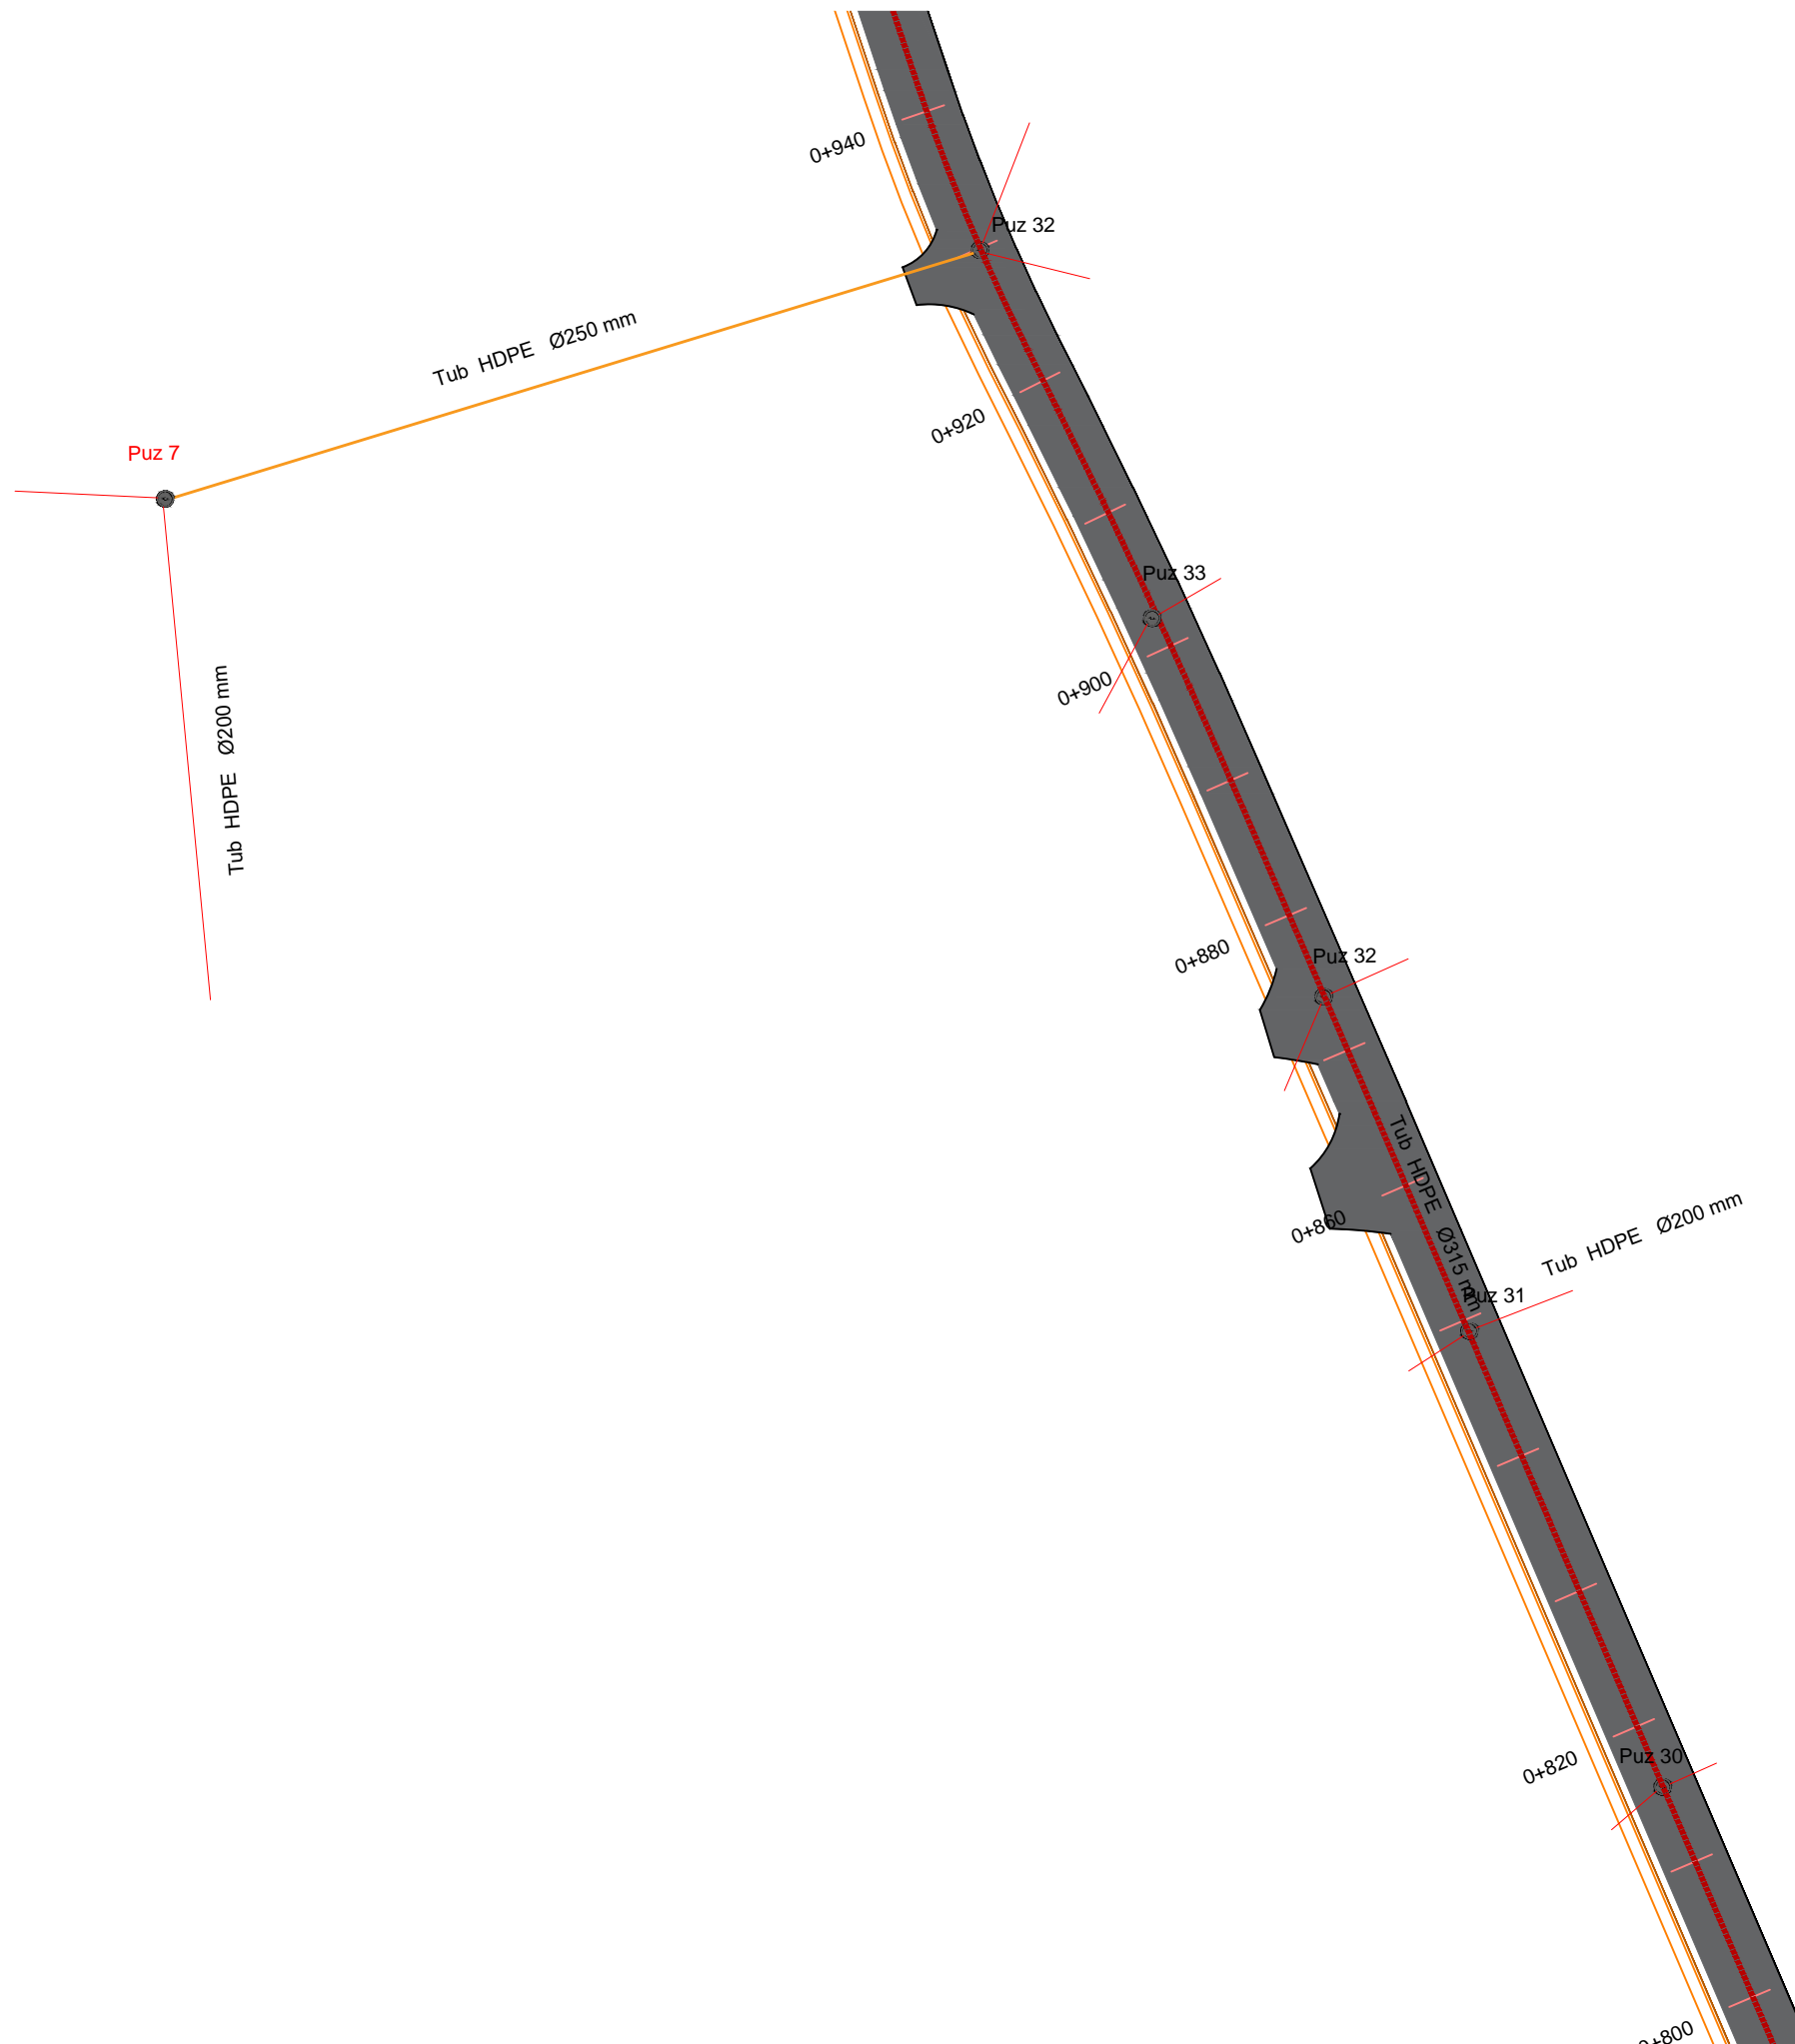 0+940
Puz 32
Tub HDPE Ø250 mm
0+920
Puz 7
Puz 33
0+900
Tub HDPE Ø200 mm
0+880
Puz 32
Tub HDPE Ø315 mm
0+860
Tub HDPE Ø200 mm
Puz 31
0+820
Puz 30
0+800